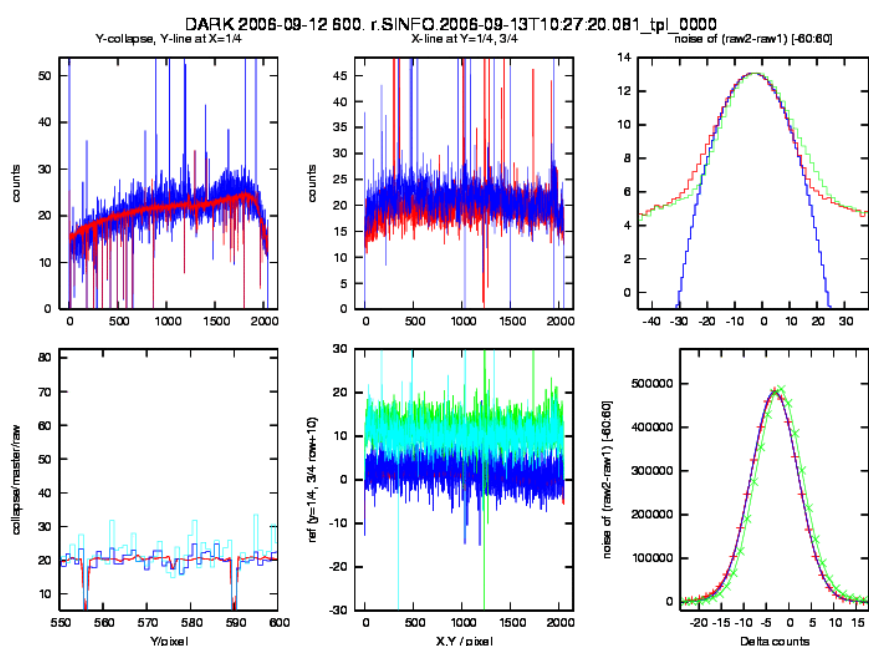 DARK 2006-09-12 600. r.SINFO.2006-09-13T10:27:20.081_tpl_0000
Y-collapse, Y-line at X=1/4
X-line at Y=1/4, 3/4
noise of (raw2-raw1) [-60:60]
counts
0
10
20
30
40
50
0 500 1000 1500 2000
counts
0
5
10
15
20
25
30
35
40
45
0 500 1000 1500 2000
0
2
4
6
8
10
12
14
-40 -30 -20 -10 0 10 20 30
collapse/master/raw
10
20
30
40
50
60
70
80
550 560 570 580 590 600
Y/pixel
ref (y=1/4, 3/4 row+10)
-30
-20
-10
0
10
20
30
0 500 1000 1500 2000
X,Y / pixel
noise of (raw2-raw1) [-60:60]
0
100000
200000
300000
400000
500000
-20 -15 -10 -5 0 5 10 15
Delta counts